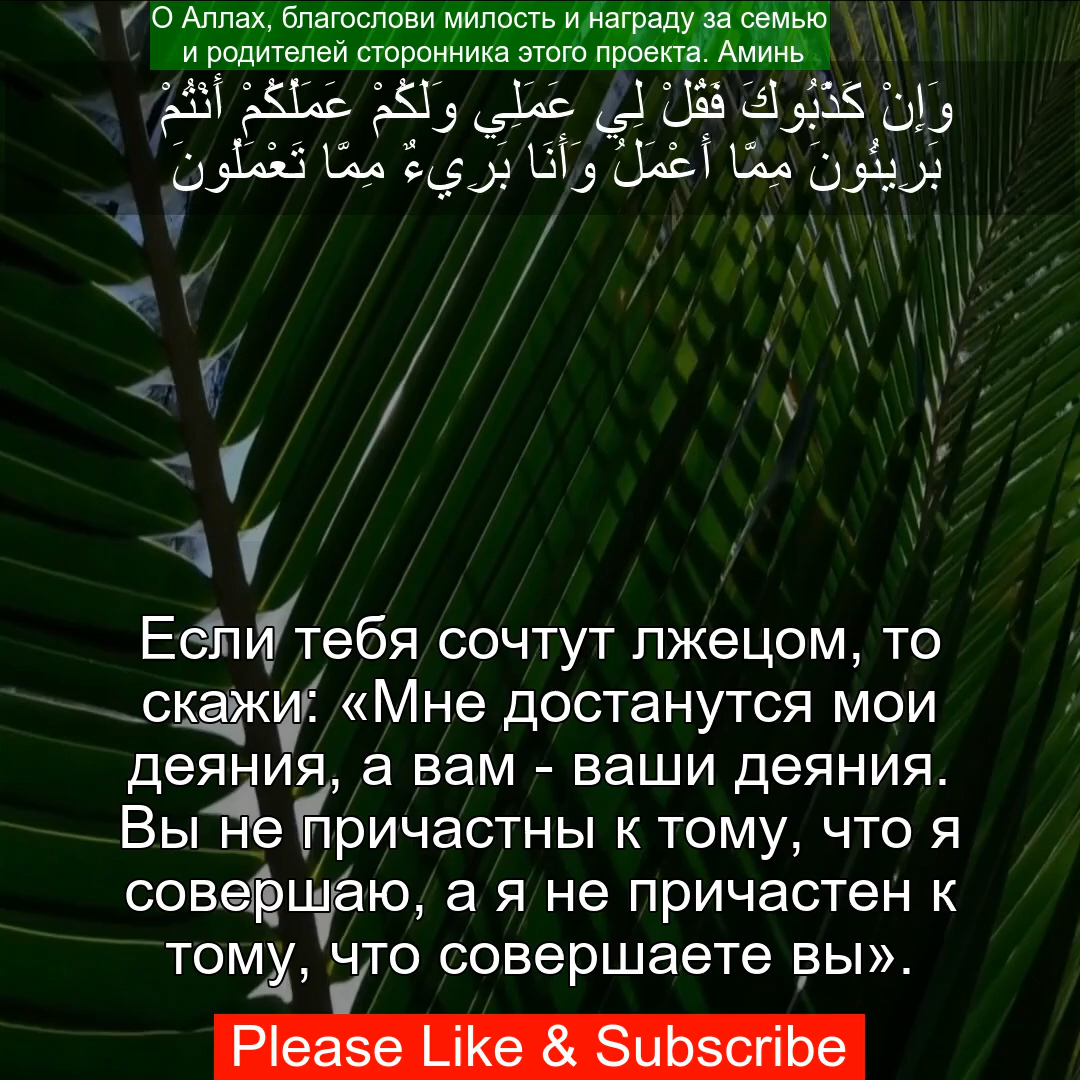 О Аллах, благослови милость и награду за семью
и родителей сторонника этого проекта. Аминь
وَإِنْ كَذَّبُوكَ فَقُلْ لِي عَمَلِي وَلَكُمْ عَمَلُكُمْ أَنْتُمْ
بَرِيئُونَ مِمَّا أَعْمَلُ وَأَنَا بَرِيءٌ مِمَّا تَعْمَلُونَ
Если тебя сочтут лжецом, то
скажи: «Мне достанутся мои
деяния, а вам - ваши деяния.
Вы не причастны к тому, что я
совершаю, а я не причастен к
тому, что совершаете вы».
Please Like & Subscribe